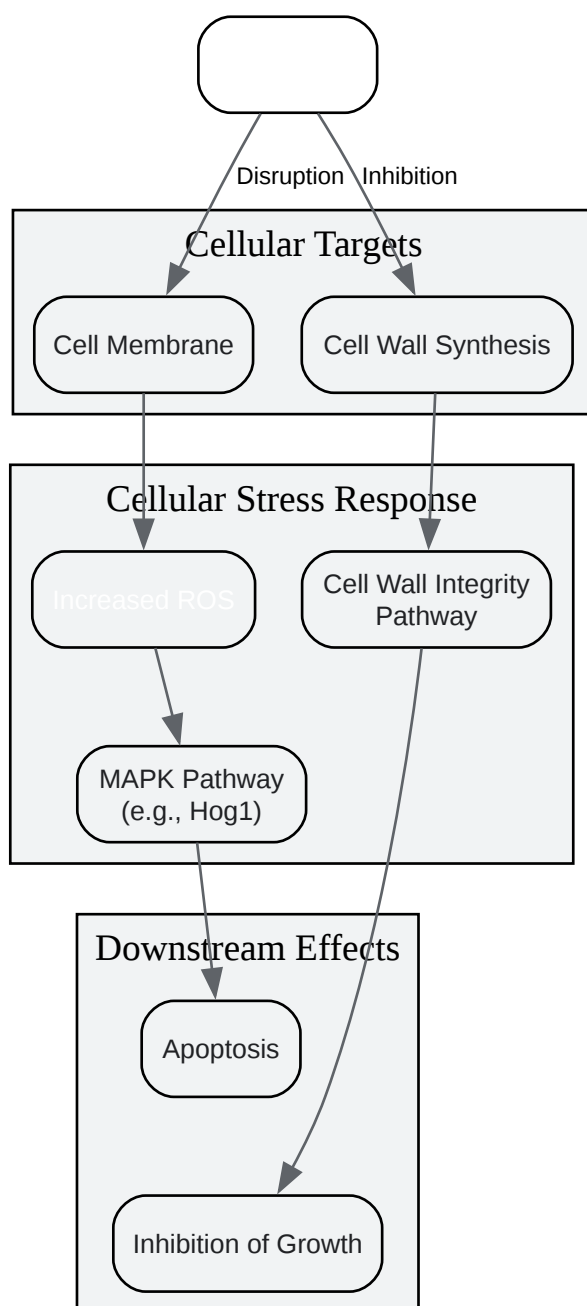 Disruption
Inhibition
Cellular Targets
Cell Membrane
Cell Wall Synthesis
Cellular Stress Response
Increased ROS
Cell Wall Integrity
Pathway
MAPK Pathway
(e.g., Hog1)
Downstream Effects
Apoptosis
Inhibition of Growth